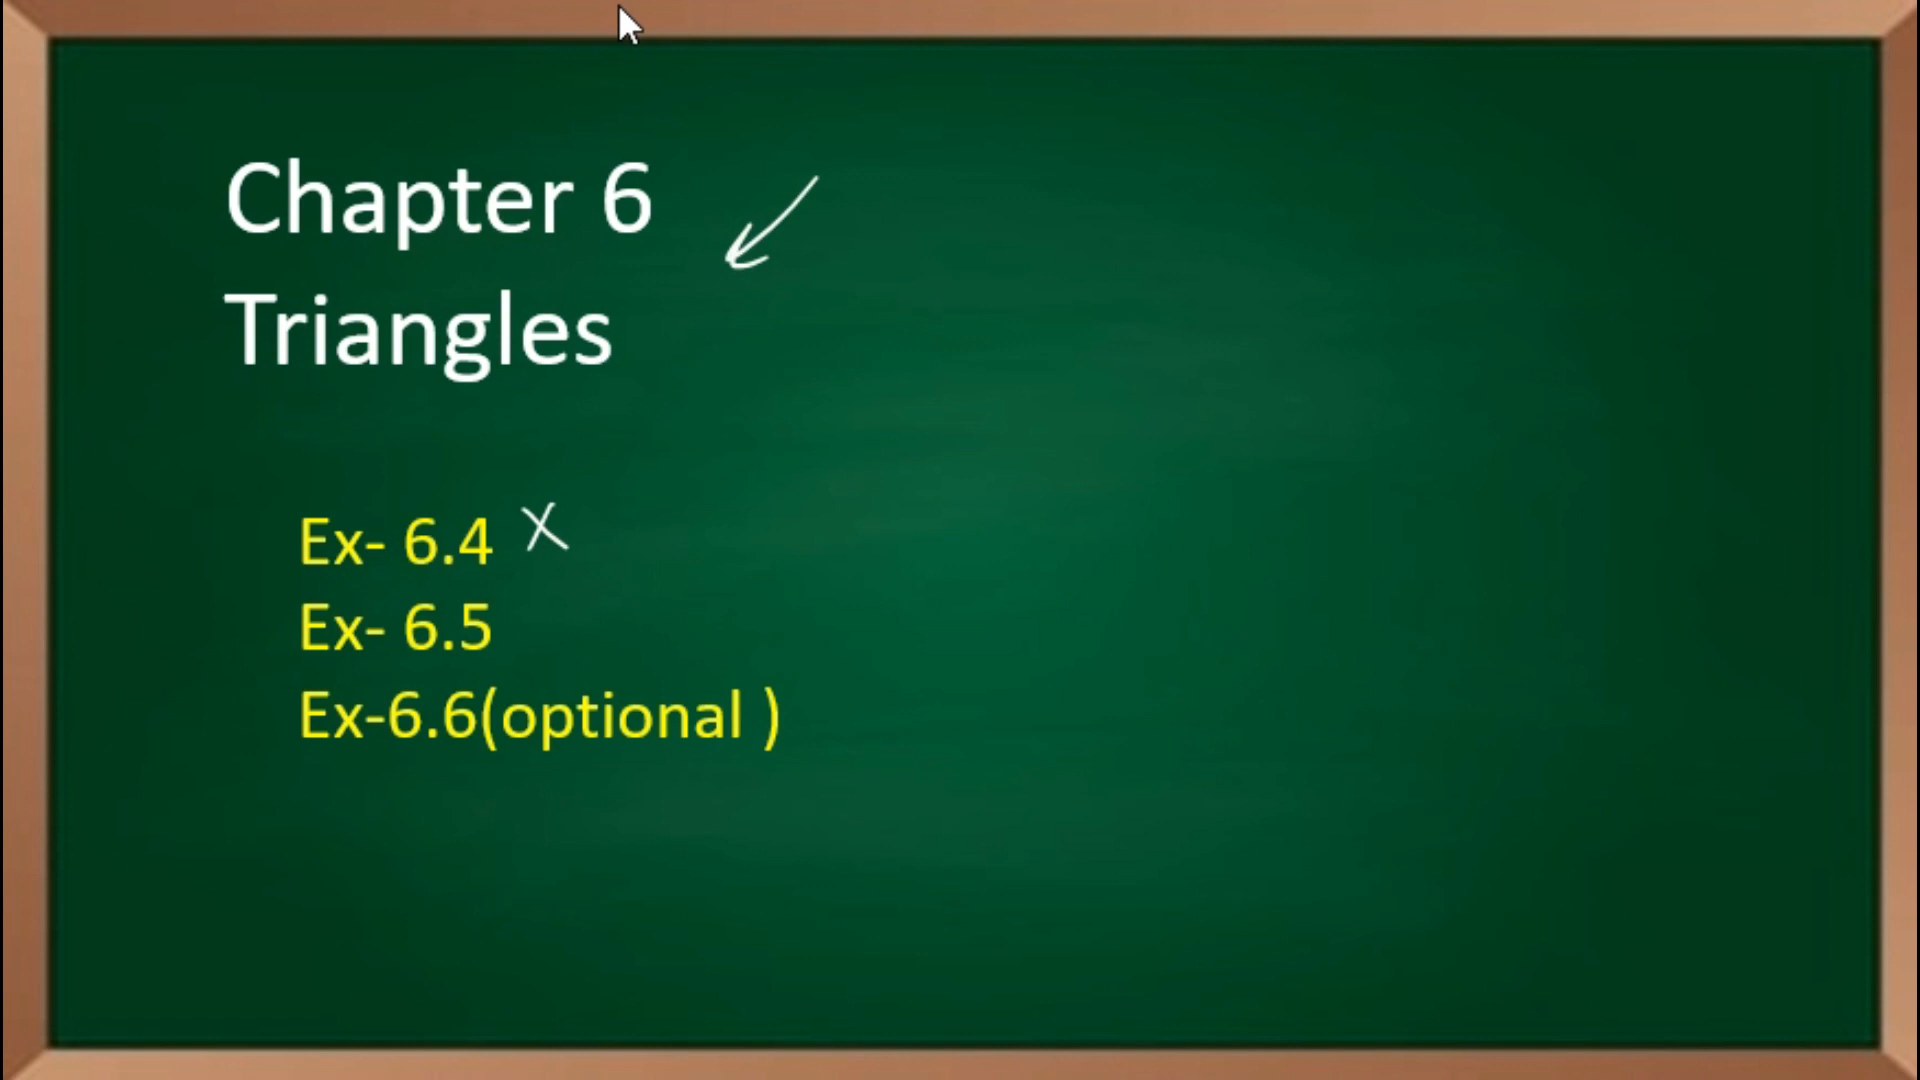 Chapter 6
Triangles
Ex- 6.4 X
Ex- 6.5
Ex-6.6(optional )